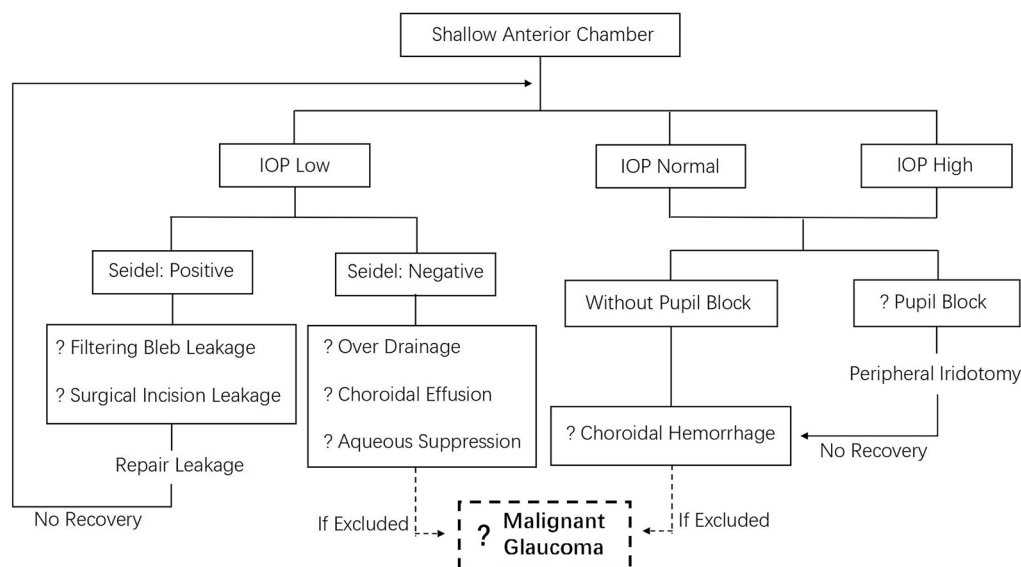 Shallow Anterior Chamber
IOP Low
IOP Normal
IOP High
Seidel: Positive
Seidel: Negative
Without Pupil Block
? Pupil Block
? Filtering Bleb Leakage
? Surgical Incision Leakage
? Over Drainage
? Choroidal Effusion
? Aqueous Suppression
Peripheral Iridotomy
? Choroidal Hemorrhage
No Recovery
Repair Leakage
No Recovery
If Excluded
? Malignant
Glaucoma
If Excluded